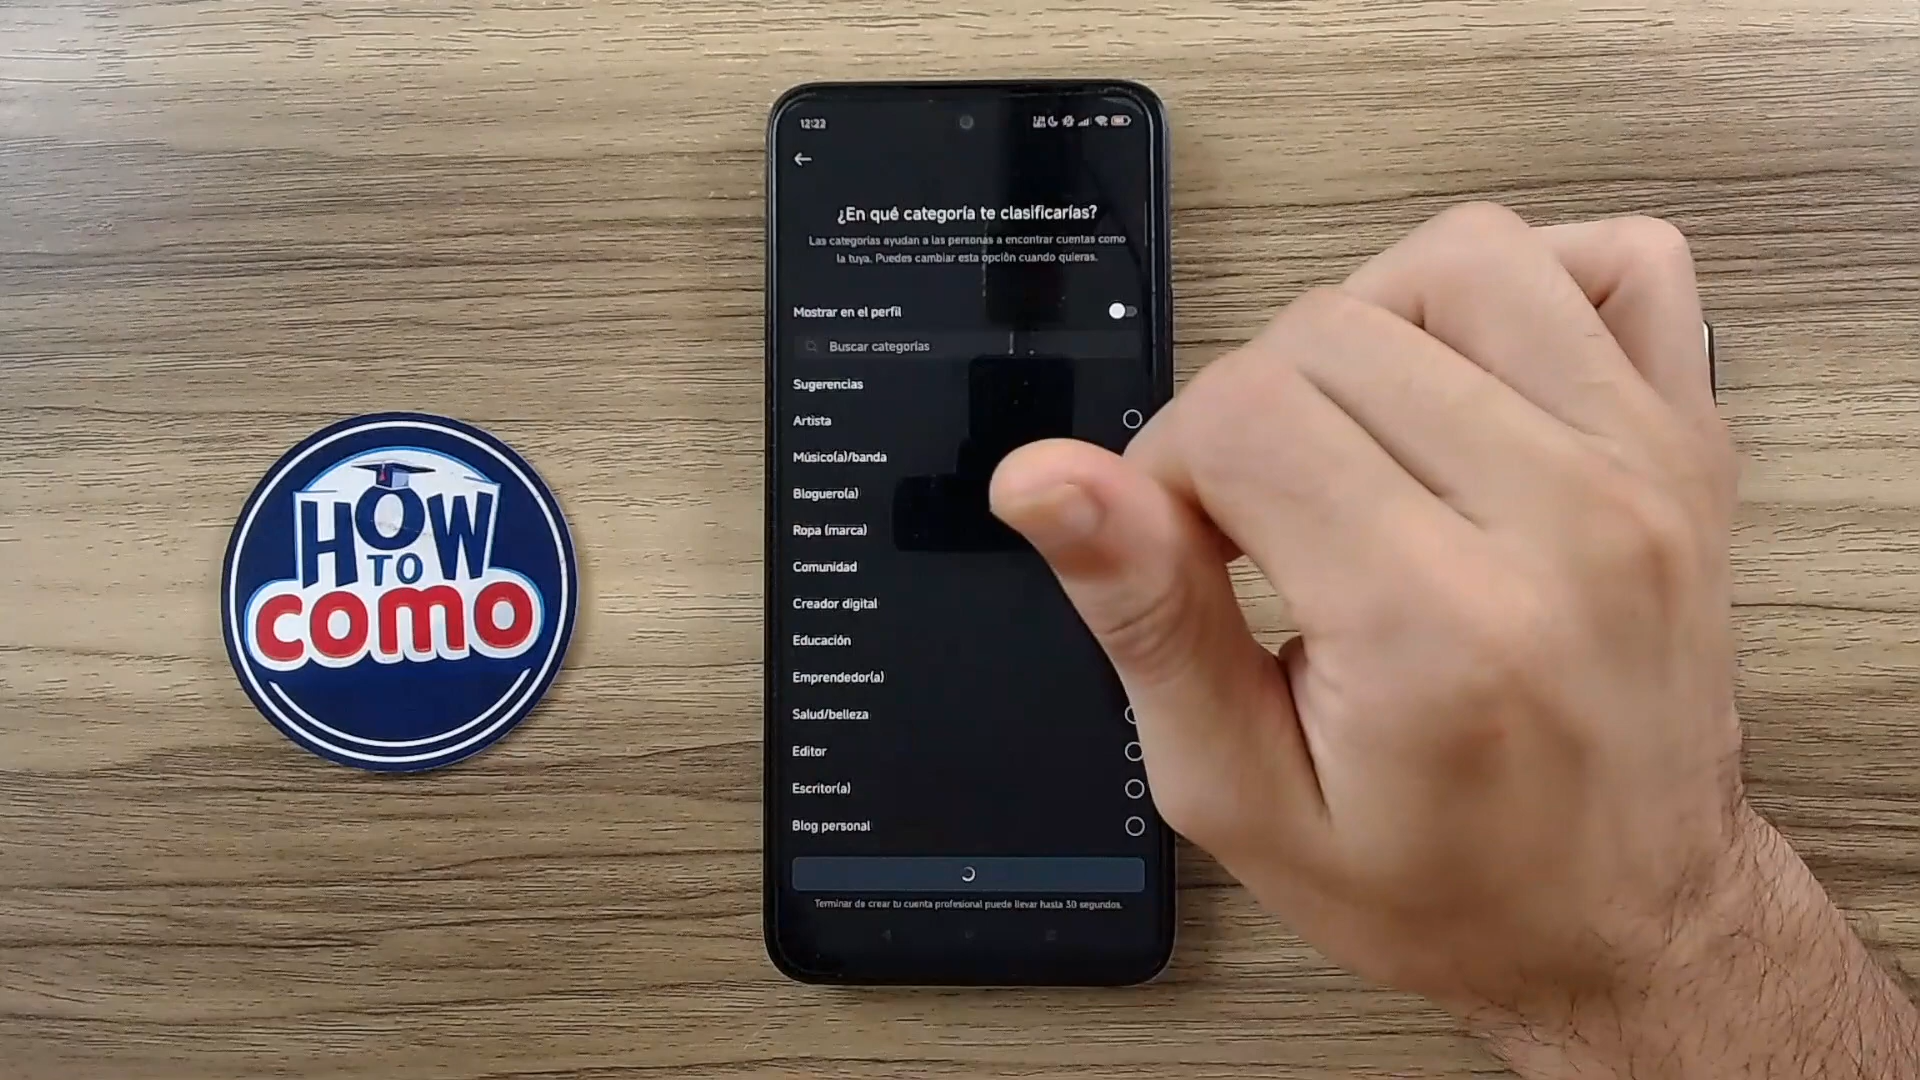 12:22
¿En qué categoría te clasificarías?
Las categorías ayudan a las personas a encontrar cuentas como
la tuya. Puedes cambiar esta opción cuando quieras.
Mostrar en el perfil
Buscar categorías
Sugerencias
Artista
Músico(a)/banda
Bloguero(a)
Ropa (marca)
Comunidad
Creador digital
Educación
Emprendedor(a)
Salud/belleza
Editor
Escritor(a)
Blog personal
Terminar de crear tu cuenta profesional puede llevar hasta 30 segundos.
HOW
TO
COMO